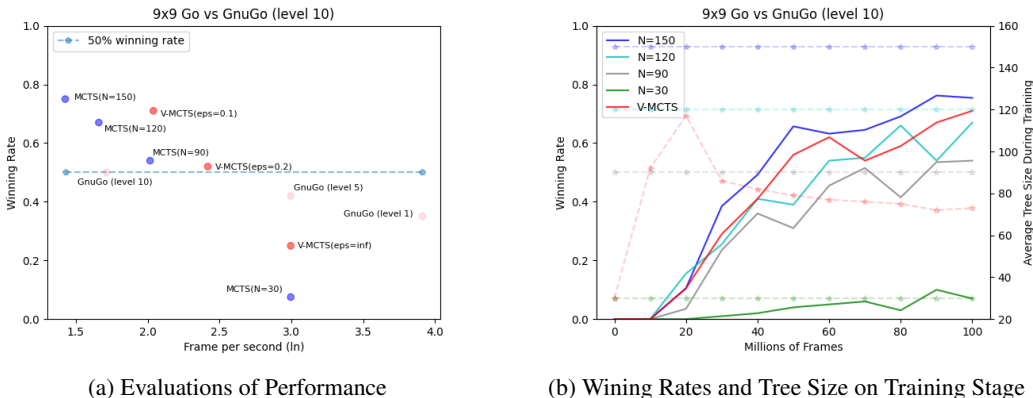 9x9 Go vs GnuGo (level 10)
1.0
0.8
0.6
0.4
0.2
0.0
Winning Rate
50% winning rate
MCTS(N=150)
V-MCTS(eps=0.1)
MCTS(N=120)
MCTS(N=90)
V-MCTS(eps=0.2)
GnuGo (level 10)
GnuGo (level 5)
GnuGo (level 1)
V-MCTS(eps=inf)
MCTS(N=30)
1.5 2.0 2.5 3.0 3.5 4.0
Frame per second (ln)
(a) Evaluations of Performance
9x9 Go vs GnuGo (level 10)
1.0
0.8
0.6
0.4
0.2
0.0
Winning Rate
N=150
N=120
N=90
N=30
V-MCTS
160
140
120
100
80
60
40
20
Average Tree Size During Training
0 20 40 60 80 100
Millions of Frames
(b) Wining Rates and Tree Size on Training Stage